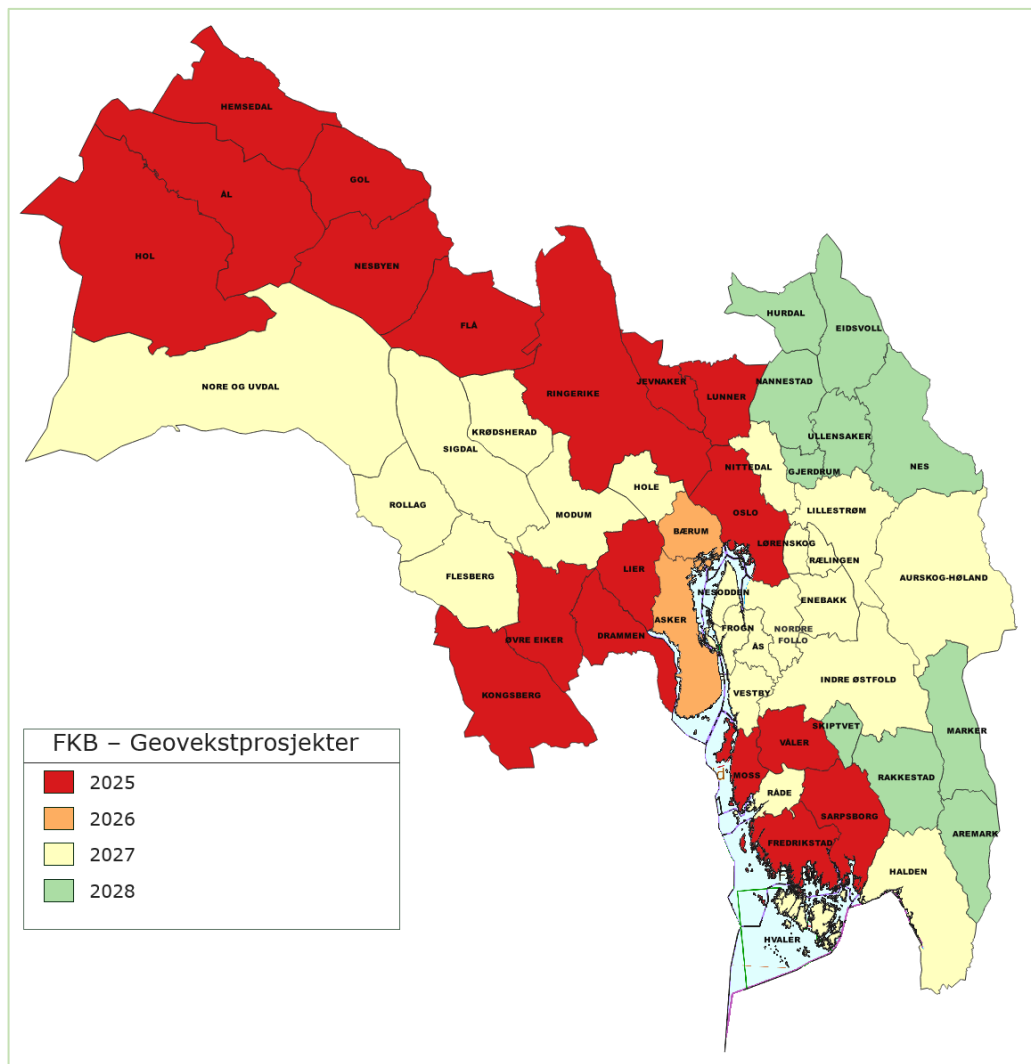 HEMSEDAL
GOL
ÅL
HOL
NESBYEN
FLÅ
HURDAL
EIDSVOLL
JEVNAKER
NANNESTAD
NORE OG UVDAL
RINGERIKE
LUNNER
KRØDSHERAD
ULLENSAKER
SIGDAL
NITTEDAL
GJERDRUM
NES
HOLE
ROLLAG
MODUM
OSLO
LILLESTRØM
BÆRUM
LØRENSKOG
RÆLINGEN
LIER
FLESBERG
AURSKOG-HØLAND
NESODDEN
ENEBAKK
ASKER
FROGN
NORDRE
FOLLO
ØVRE EIKER
DRAMMEN
ÅS
INDRE ØSTFOLD
KONGSBERG
VESTBY
SKIPTVET
MARKER
VÅLER
MOSS
RAKKESTAD
RÅDE
SARPSBORG
AREMARK
FREDRIKSTAD
HALDEN
HVALER
FKB – Geovekstprosjekter
2025
2026
2027
2028